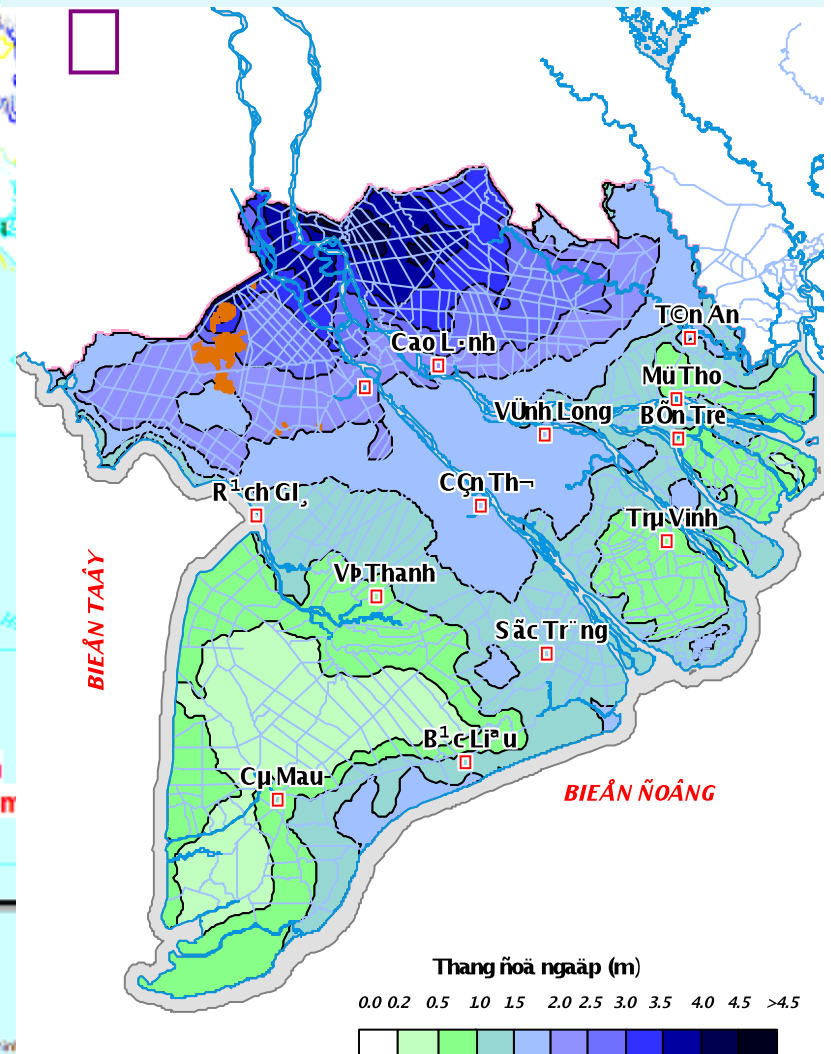 T©n An
Cao L·nh
Mü Tho
VÜnh Long
BÕn Tre
CÇn Th¬
R¹ch GI¸
TrµVinh
VÞ Thanh
BIEÅN TAÂY
Sãc Tr¨ng
B¹c Liªu
Cµ Mau
BIEÅN ÑOÂNG
Thang ñoä ngaäp (m)
0.0 0.2 0.5 1.0 1.5 2.0 2.5 3.0 3.5 4.0 4.5 >4.5